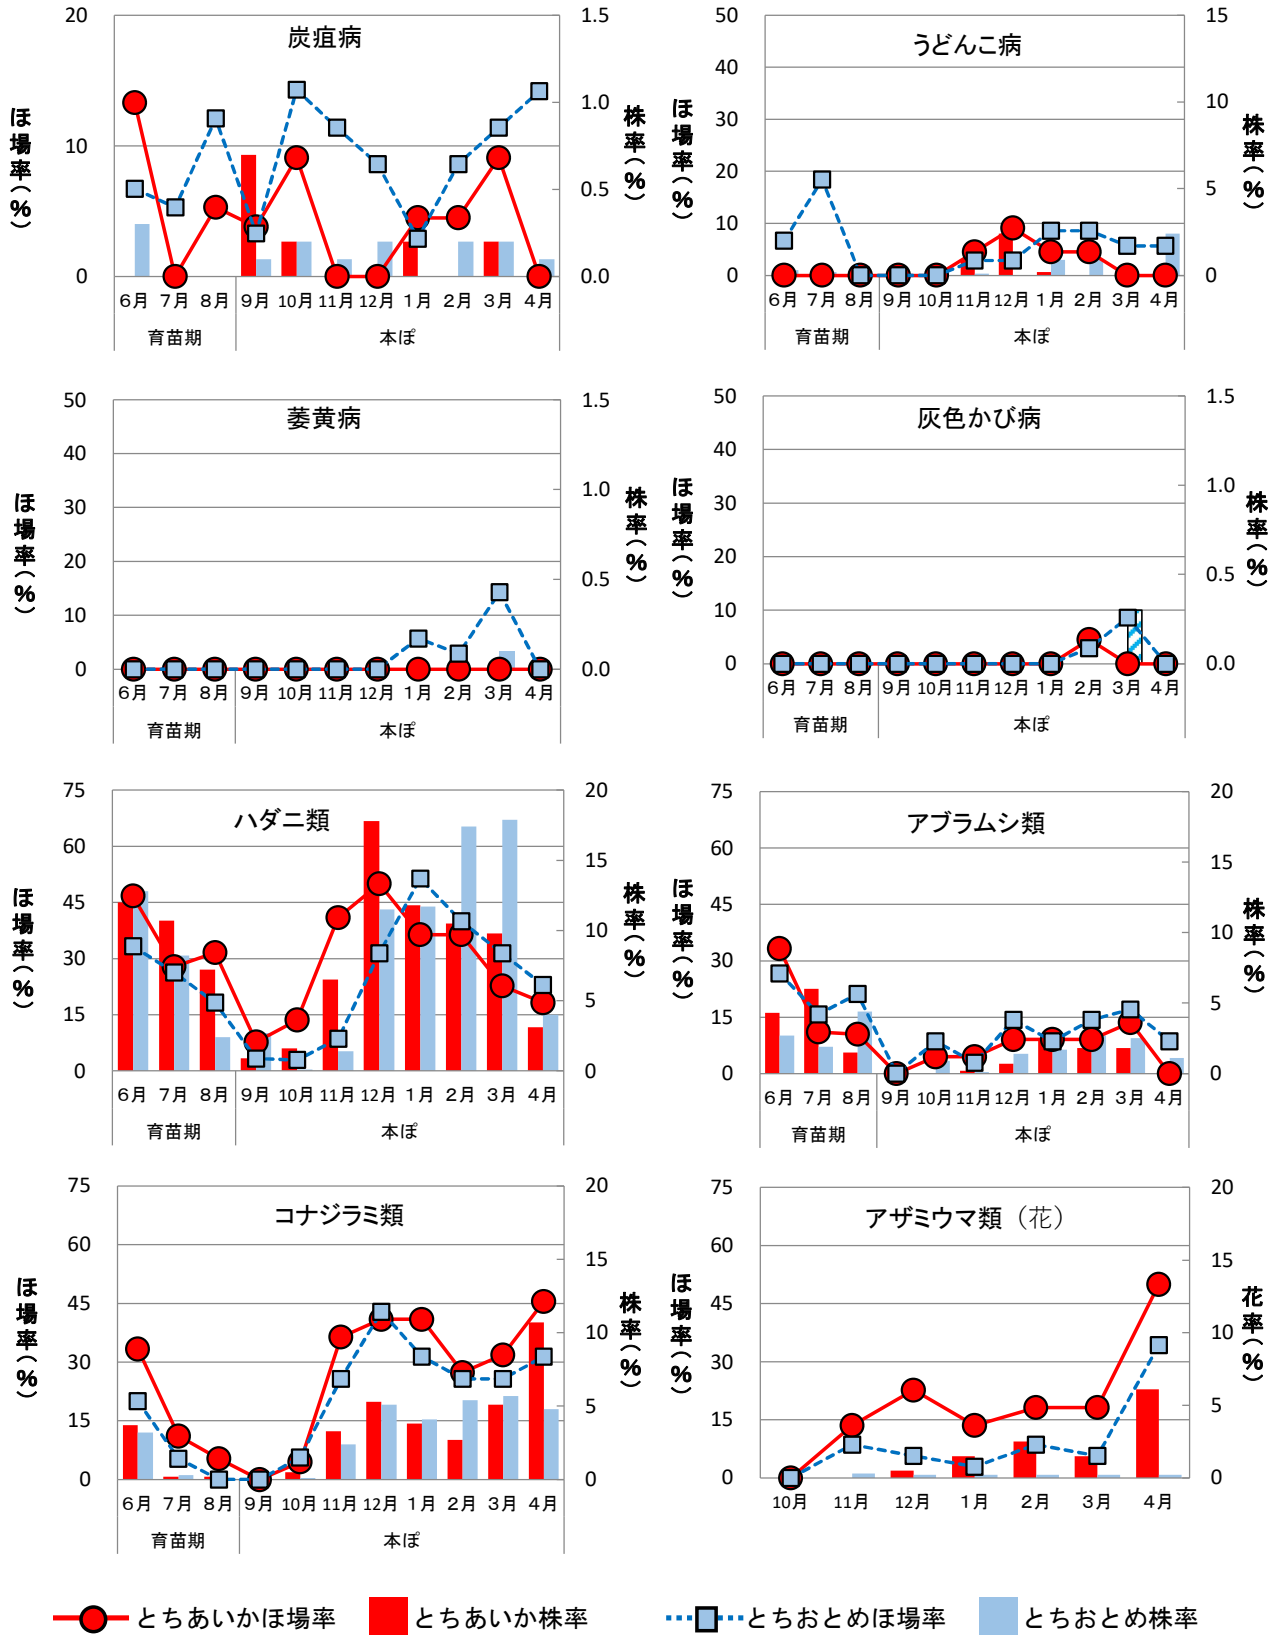 炭疽病
20
10
0
1.5
1.0
0.5
0.0
ほ場率(%)
株率(%)
6月 7月 8月 9月 10月 11月 12月 1月 2月 3月 4月
育苗期 本ぽ
うどんこ病
50
40
30
20
10
0
15
10
5
0
ほ場率(%)
株率(%)
6月 7月 8月 9月 10月 11月 12月 1月 2月 3月 4月
育苗期 本ぽ
萎黄病
50
40
30
20
10
0
1.5
1.0
0.5
0.0
ほ場率(%)
株率(%)
6月 7月 8月 9月 10月 11月 12月 1月 2月 3月 4月
育苗期 本ぽ
灰色かび病
50
40
30
20
10
0
1.5
1.0
0.5
0.0
ほ場率(%)
株率(%)
6月 7月 8月 9月 10月 11月 12月 1月 2月 3月 4月
育苗期 本ぽ
ハダニ類
75
60
45
30
15
0
20
15
10
5
0
ほ場率(%)
株率(%)
6月 7月 8月 9月 10月 11月 12月 1月 2月 3月 4月
育苗期 本ぽ
アブラムシ類
75
60
45
30
15
0
20
15
10
5
0
ほ場率(%)
株率(%)
6月 7月 8月 9月 10月 11月 12月 1月 2月 3月 4月
育苗期 本ぽ
コナジラミ類
75
60
45
30
15
0
20
15
10
5
0
ほ場率(%)
株率(%)
6月 7月 8月 9月 10月 11月 12月 1月 2月 3月 4月
育苗期 本ぽ
アザミウマ類（花）
75
60
45
30
15
0
20
15
10
5
0
ほ場率(%)
花率(%)
10月 11月 12月 1月 2月 3月 4月
とちあいかほ場率 とちあいか株率 とちおとめほ場率 とちおとめ株率